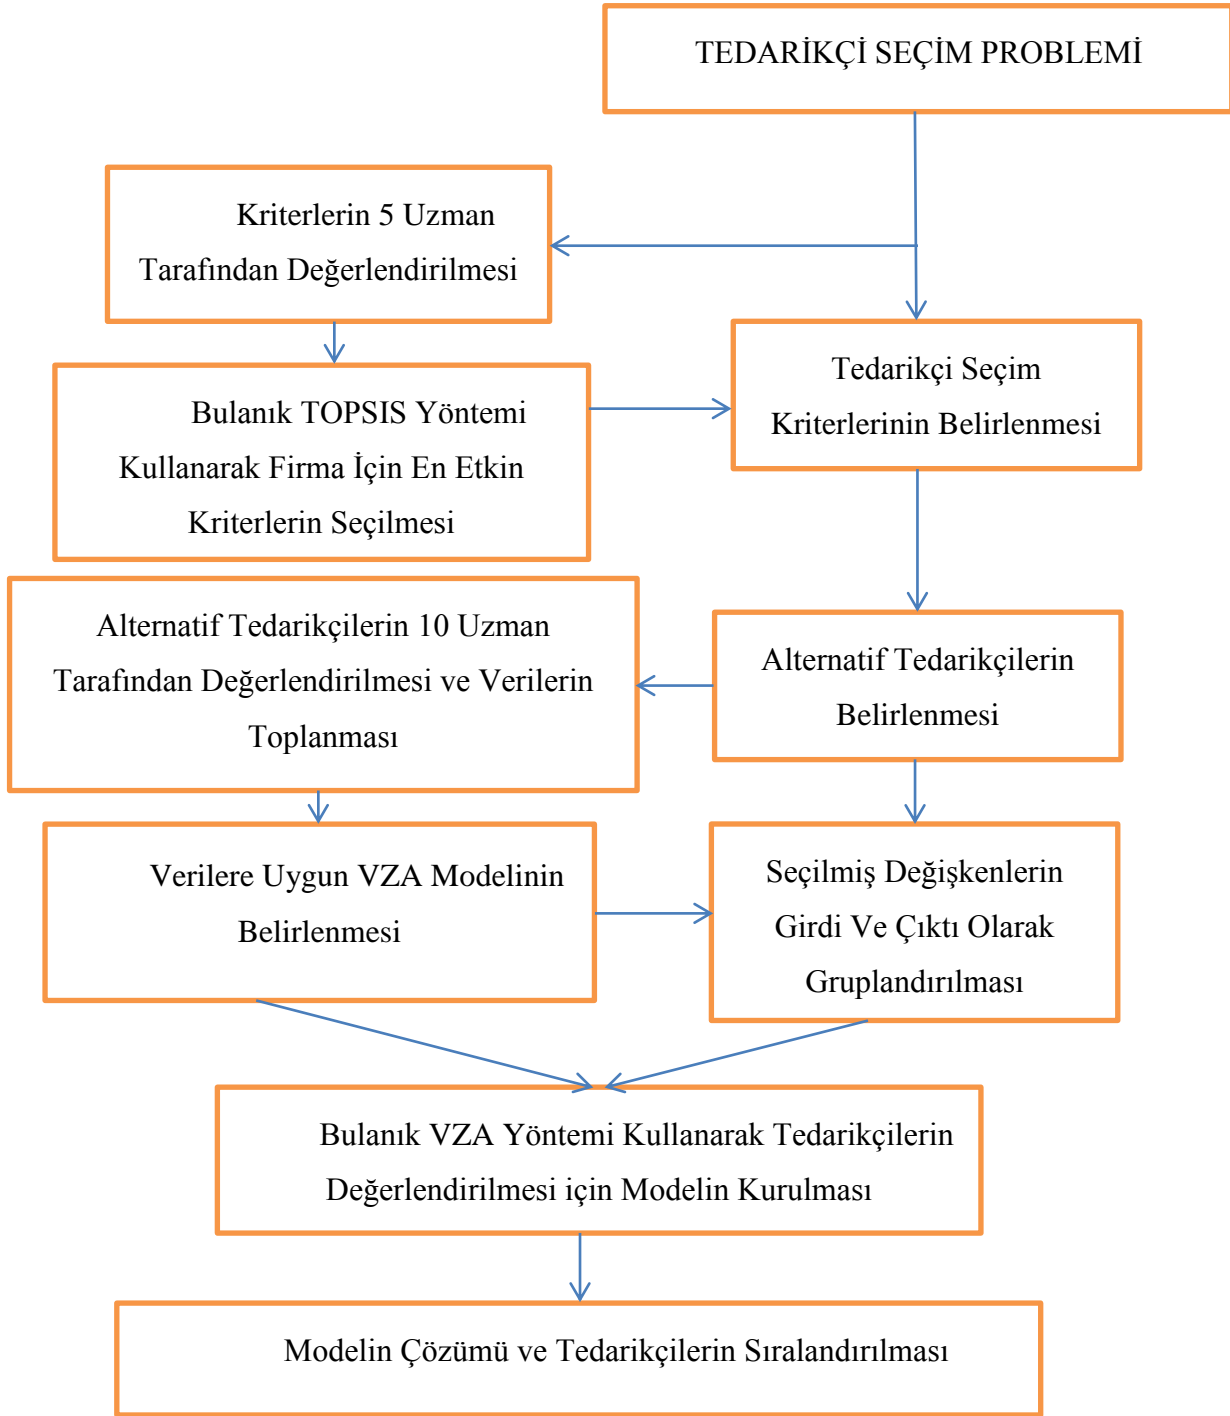 TEDARİKÇİ SEÇİM PROBLEMİ
Kriterlerin 5 Uzman
Tarafından Değerlendirilmesi
Tedarikçi Seçim
Kriterlerinin Belirlenmesi
Bulanık TOPSIS Yöntemi
Kullanarak Firma İçin En Etkin
Kriterlerin Seçilmesi
Alternatif Tedarikçilerin 10 Uzman
Tarafından Değerlendirilmesi ve Verilerin
Toplanması
Alternatif Tedarikçilerin
Belirlenmesi
Verilere Uygun VZA Modelinin
Belirlenmesi
Seçilmiş Değişkenlerin
Girdi Ve Çıktı Olarak
Gruplandırılması
Bulanık VZA Yöntemi Kullanarak Tedarikçilerin
Değerlendirilmesi için Modelin Kurulması
Modelin Çözümü ve Tedarikçilerin Sıralandırılması